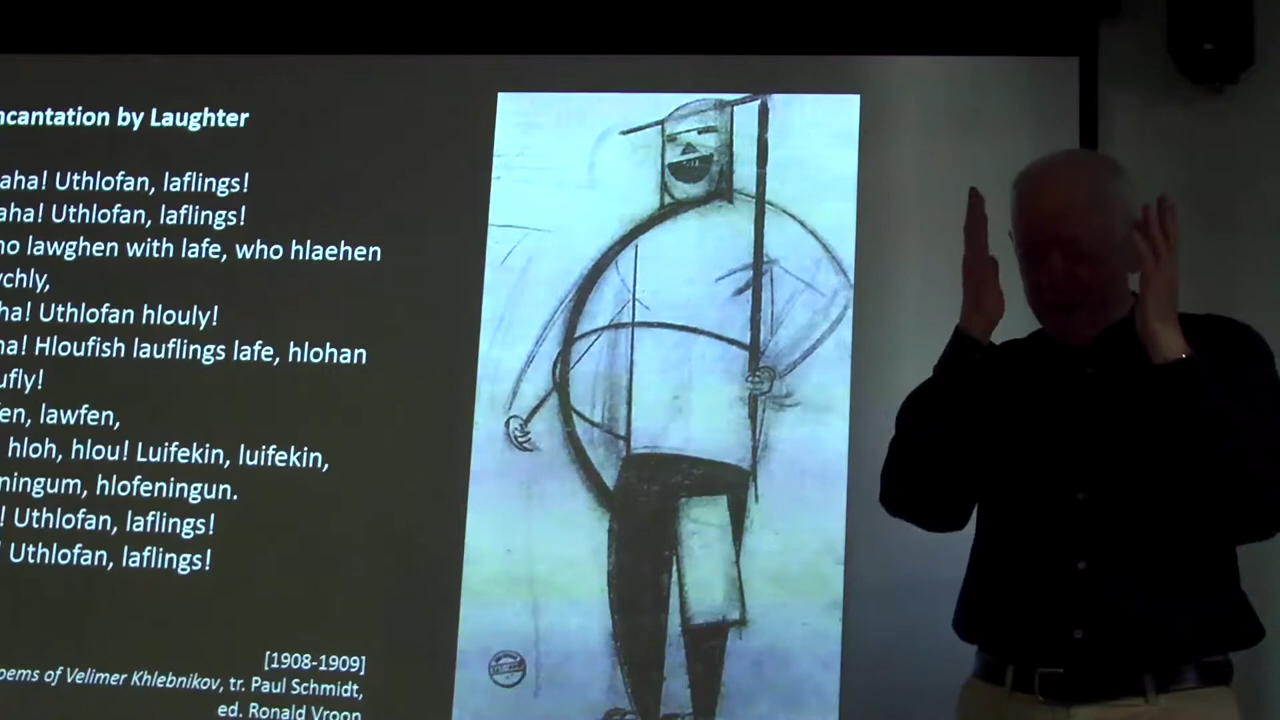 ncantation by Laughter
aha! Uthlofan, laflings!
aha! Uthlofan, laflings!
ho lawghen with lafe, who hlaehen
ychly,
ha! Uthlofan hlouly!
ha! Hloufish lauflings lafe, hlohan
ufly!
en, lawfen,
hloh, hlou! Luifekin, luifekin,
ningum, hlofeningun.
! Uthlofan, laflings!
! Uthlofan, laflings!
[1908-1909]
oems of Velimer Khlebnikov, tr. Paul Schmidt,
ed. Ronald Vroon